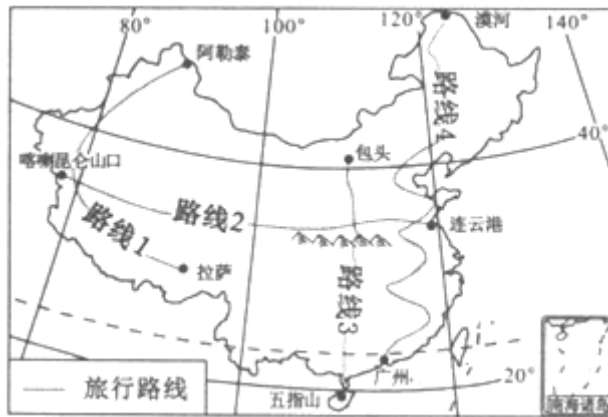 80°
100°
120°
漠河
140°
阿勒泰
路线4
40°
包头
喀喇昆仑山口
路线2
连云港
路线1
拉萨
路线3
广州
20°
旅行路线
五指山
南海诸岛